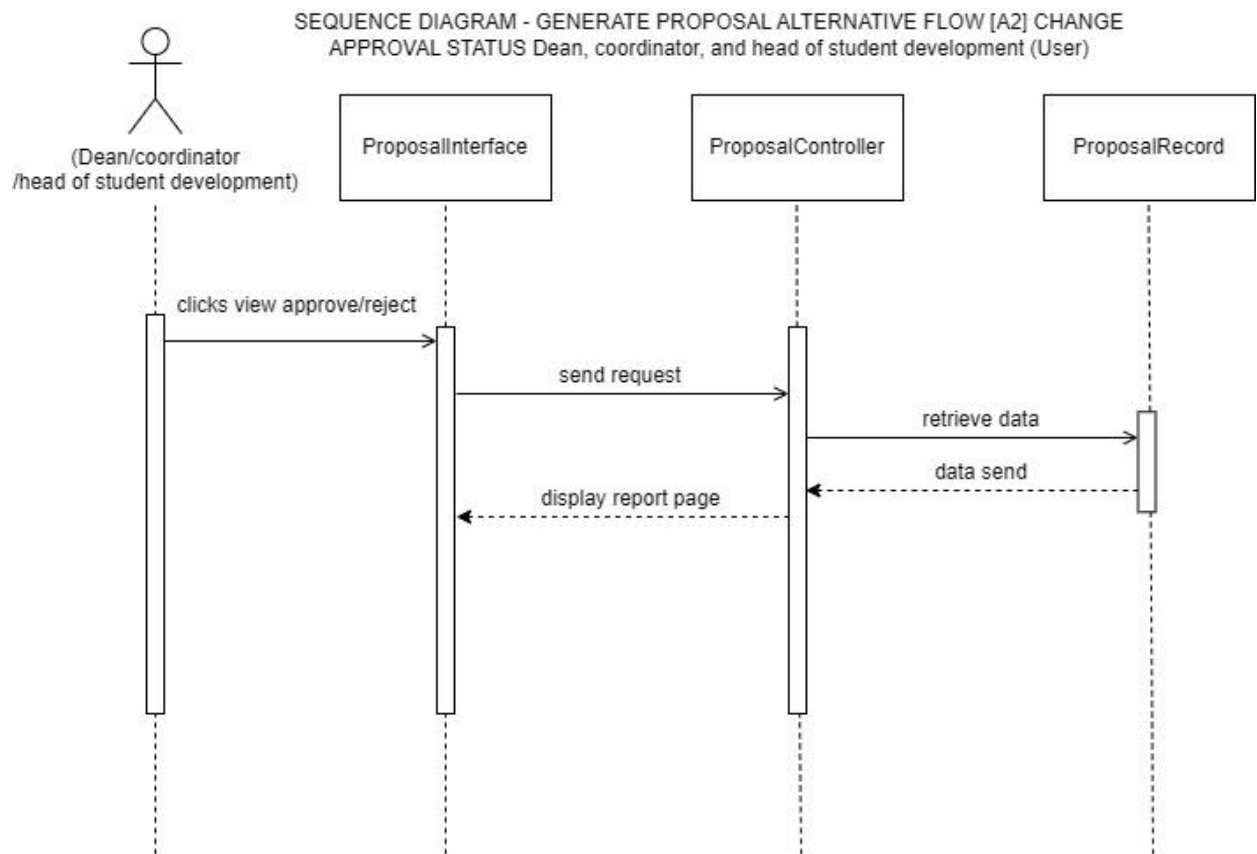 SEQUENCE DIAGRAM - GENERATE PROPOSAL ALTERNATIVE FLOW [A2] CHANGE
APPROVAL STATUS Dean, coordinator, and head of student development (User)
(Dean/coordinator
/head of student development)
ProposalInterface
ProposalController
ProposalRecord
clicks view approve/reject
send request
retrieve data
data send
display report page